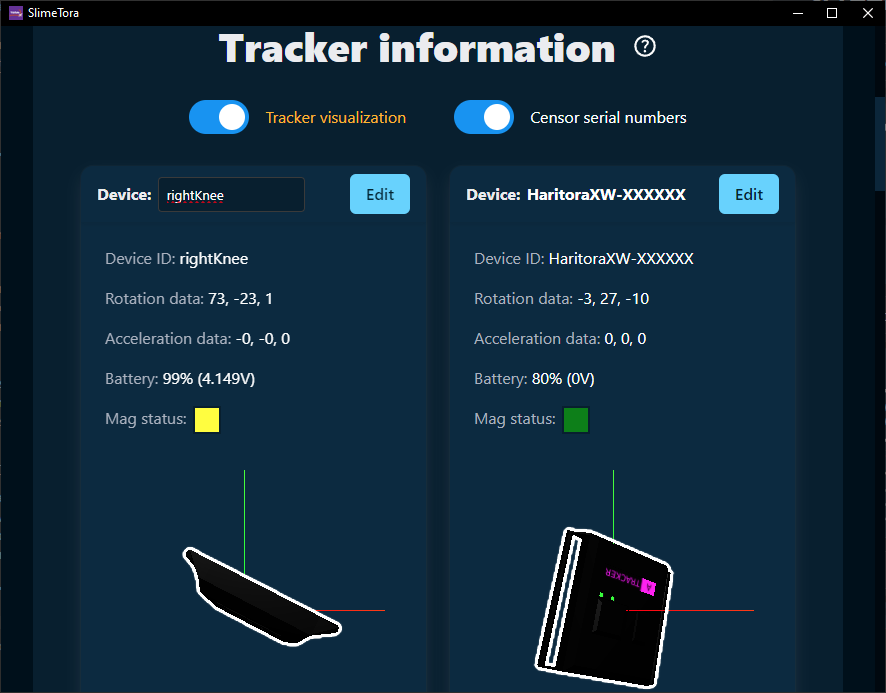 SlimeTora
Tracker information ?
Tracker visualization
Censor serial numbers
Device: rightKnee Edit
Device ID: rightKnee
Rotation data: 73, -23, 1
Acceleration data: -0, -0, 0
Battery: 99% (4.149V)
Mag status:
Device: HaritoraXW-XXXXXX Edit
Device ID: HaritoraXW-XXXXXX
Rotation data: -3, 27, -10
Acceleration data: 0, 0, 0
Battery: 80% (0V)
Mag status:
TRACKER